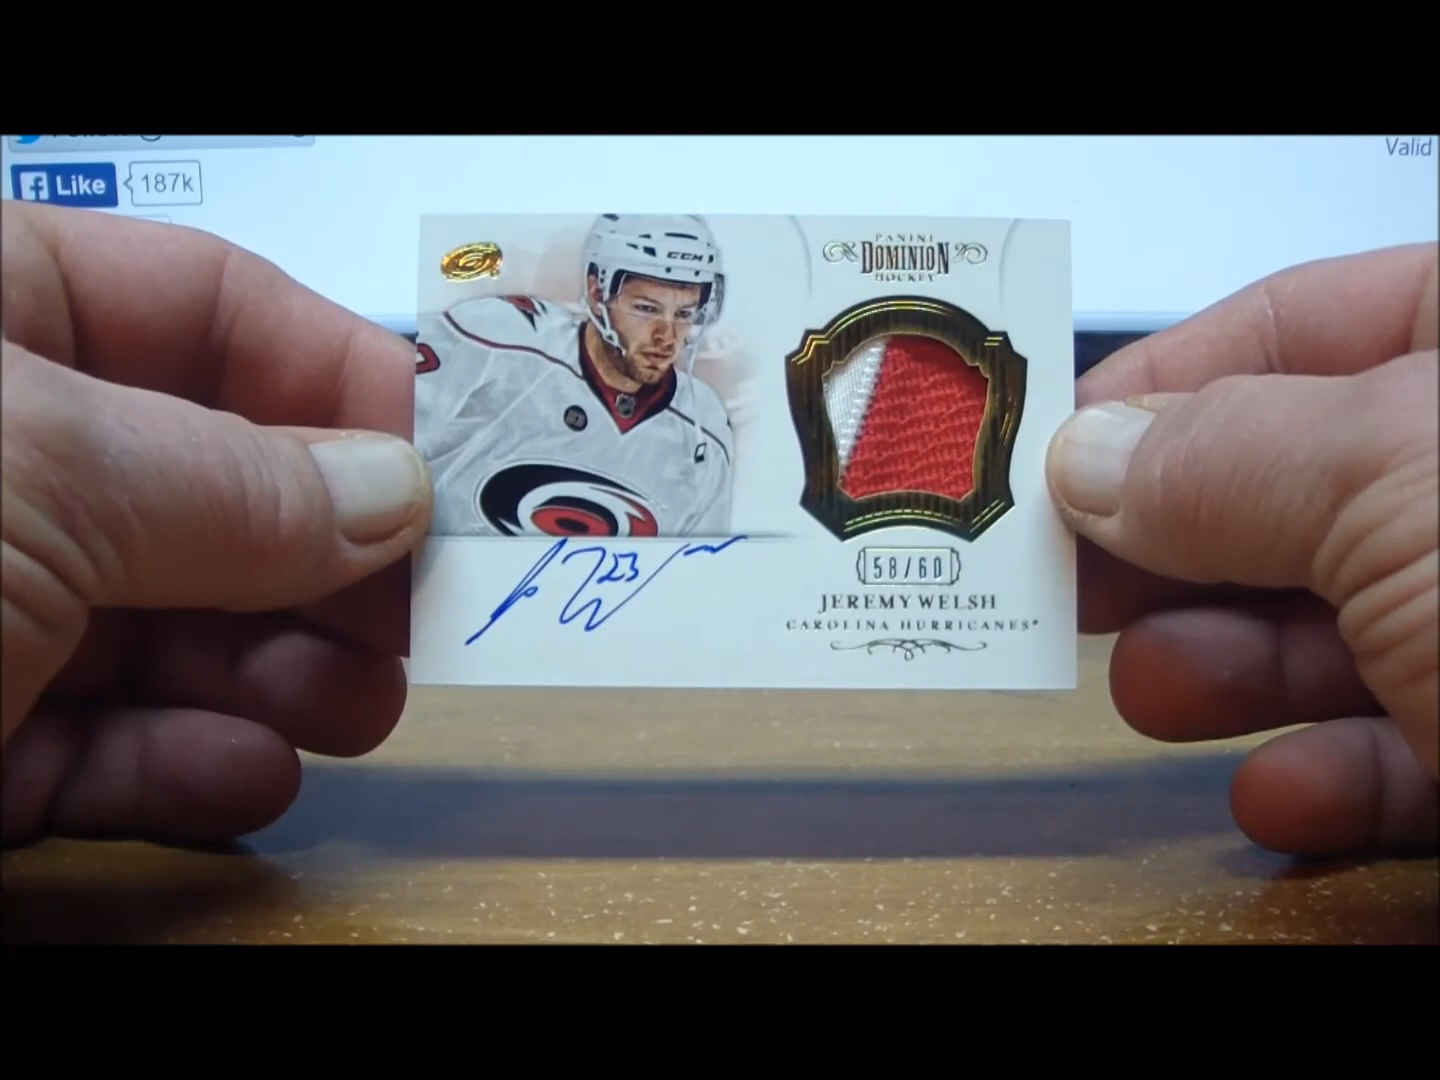 Valid
Like
187k
CCM
PANINI
DOMINION
HOCKEY
58/60
JEREMY WELSH
CAROLINA HURRICANES